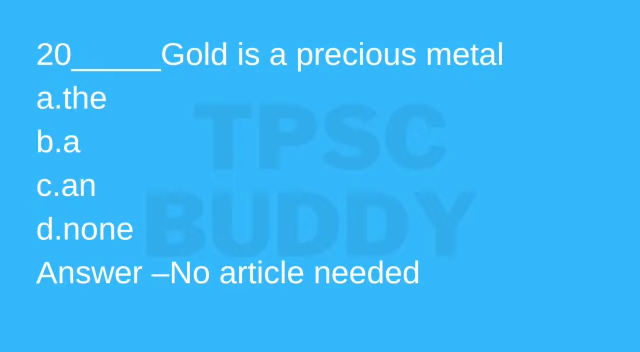 20_____Gold is a precious metal
a.the
b.a
c.an
d.none
Answer –No article needed
TPSC
BUDDY